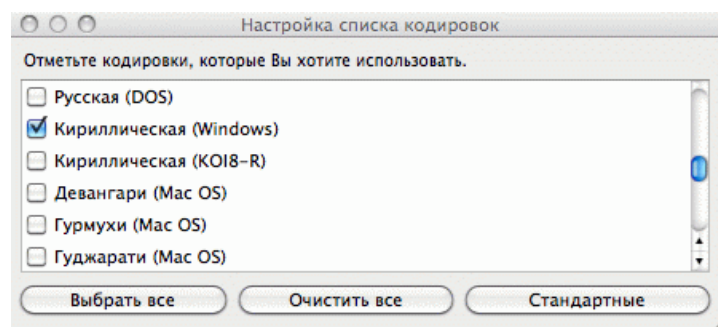 Настройка списка кодировок
Отметьте кодировки, которые Вы хотите использовать.
Русская (DOS)
Кириллическая (Windows)
Кириллическая (KOI8-R)
Девангари (Mac OS)
Гурмухи (Mac OS)
Гуджарати (Mac OS)
Выбрать все Очистить все Стандартные